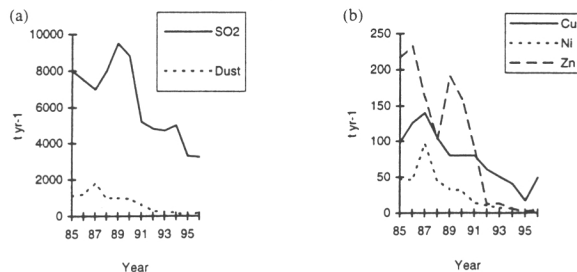 (a)
SO2
Dust
10000
8000
6000
4000
2000
0
t yr-1
85 87 89 91 93 95
Year
(b)
Cu
Ni
Zn
250
200
150
100
50
0
t yr-1
85 87 89 91 93 95
Year